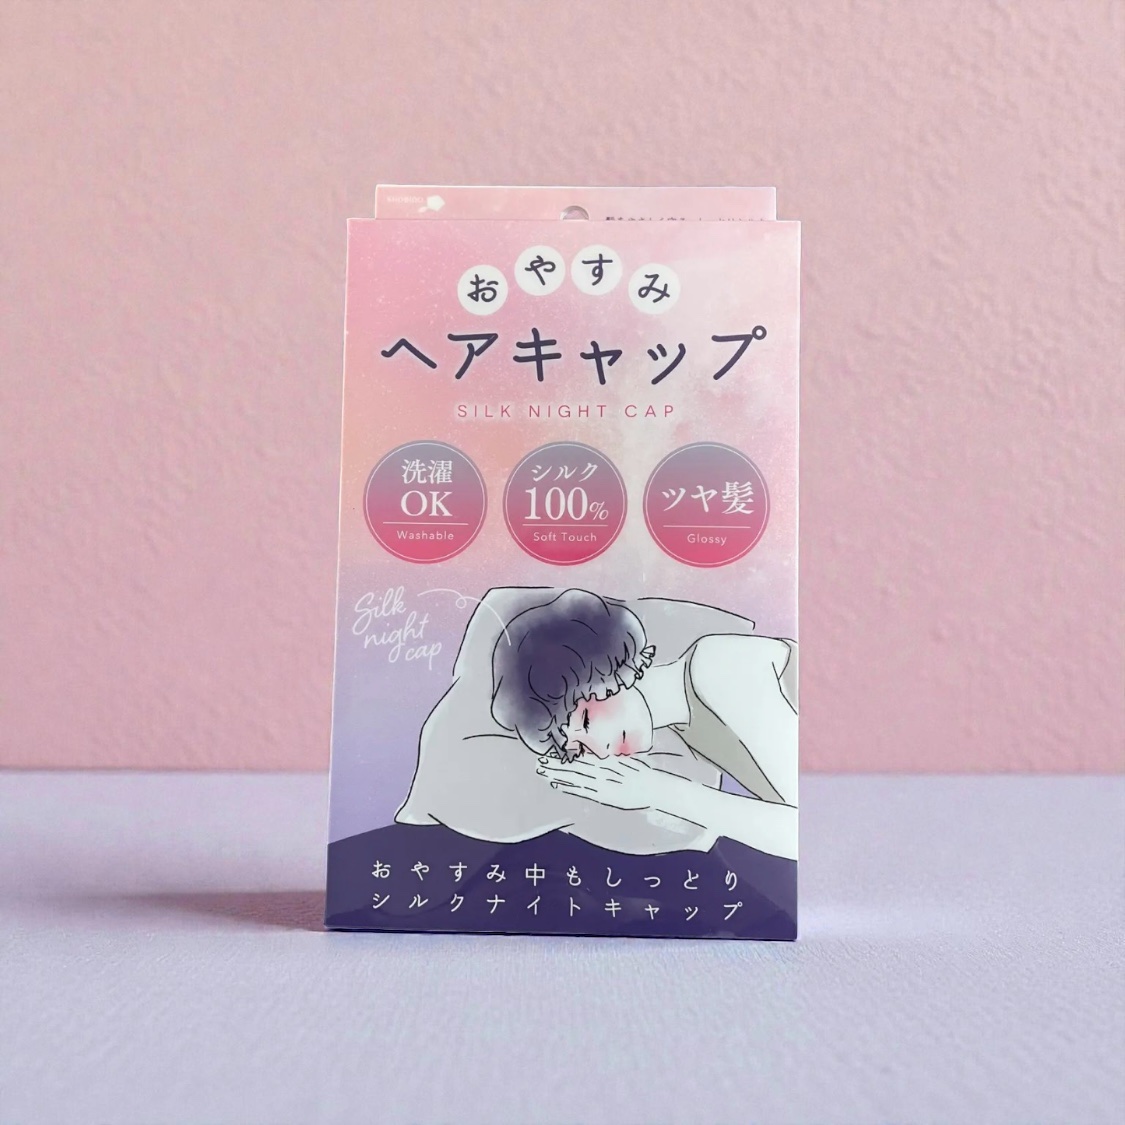 おやすみ
ヘアキャップ
SILK NIGHT CAP
洗濯
OK
Washable
シルク
100%
Soft Touch
ツヤ髪
Glossy
Silk
night
cap
おやすみ中もしっとり
シルクナイトキャップ